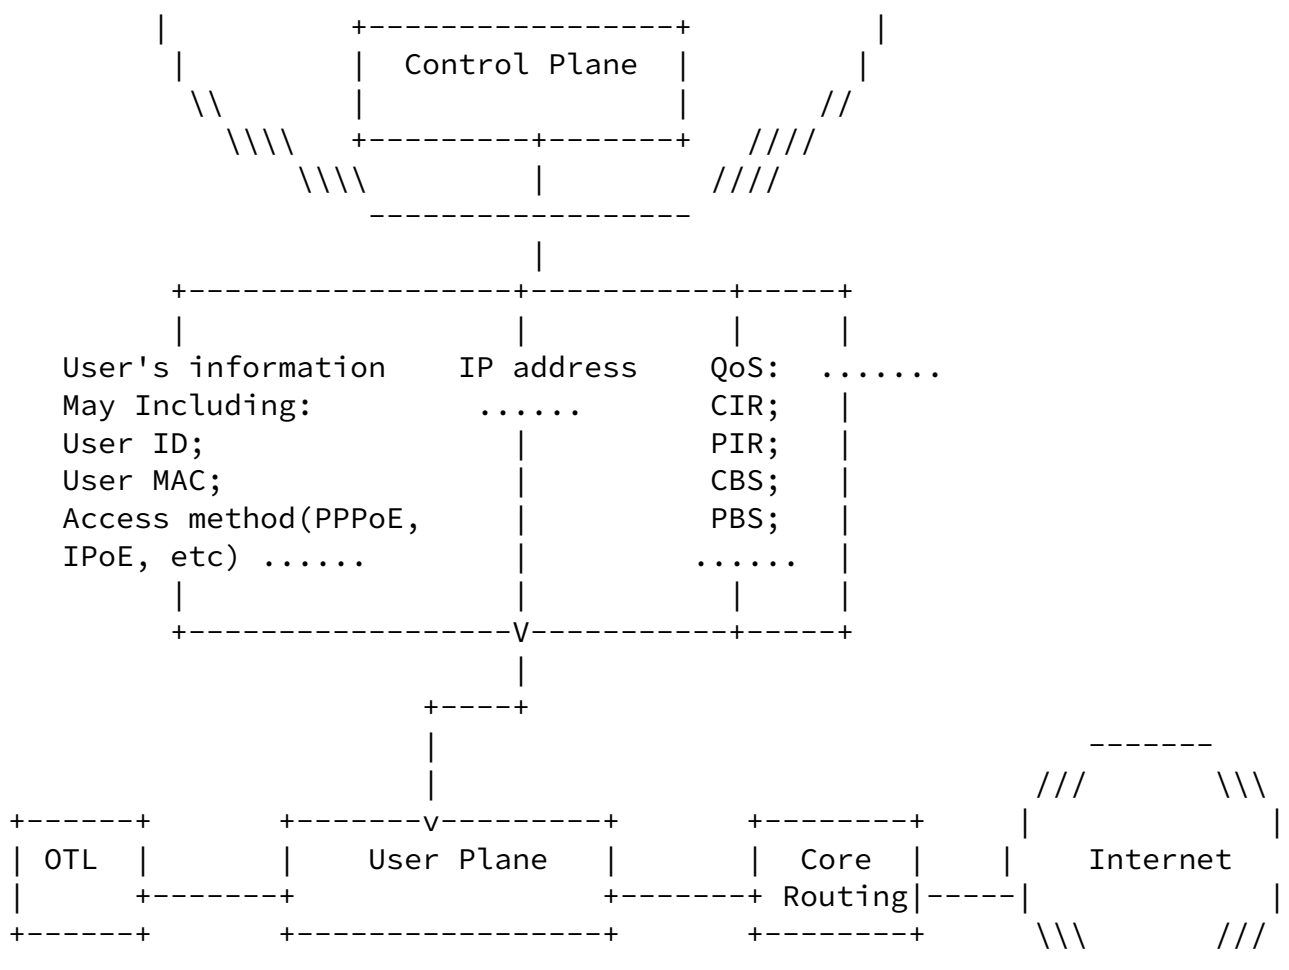 Control Plane
User's information IP address QoS: .......
May Including: ...... CIR;
User ID; PIR;
User MAC; CBS;
Access method(PPPoE, PBS;
IPoE, etc) ...... ......
OTL User Plane Core Internet
Routing